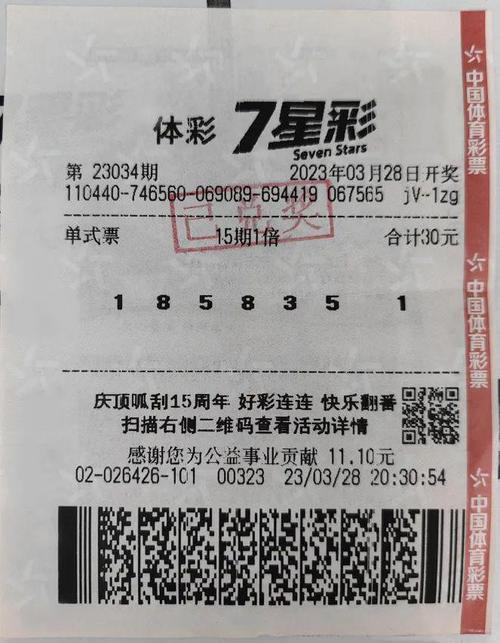 体彩 7星彩
Seven Stars
第 23034期 2023年03月28日开奖
110440-746560-069089-694419 067565 jV-1zg
已兑奖
单式票 15期1倍 合计30元
1 8 5 8 3 5 1
庆顶呱刮15周年 好彩连连 快乐翻番
扫描右侧二维码查看活动详情
感谢您为公益事业贡献 11.10元
02-026426-101 00323 23/03/28 20:30:54
中国体育彩票
中国体育彩票
中国体育彩票